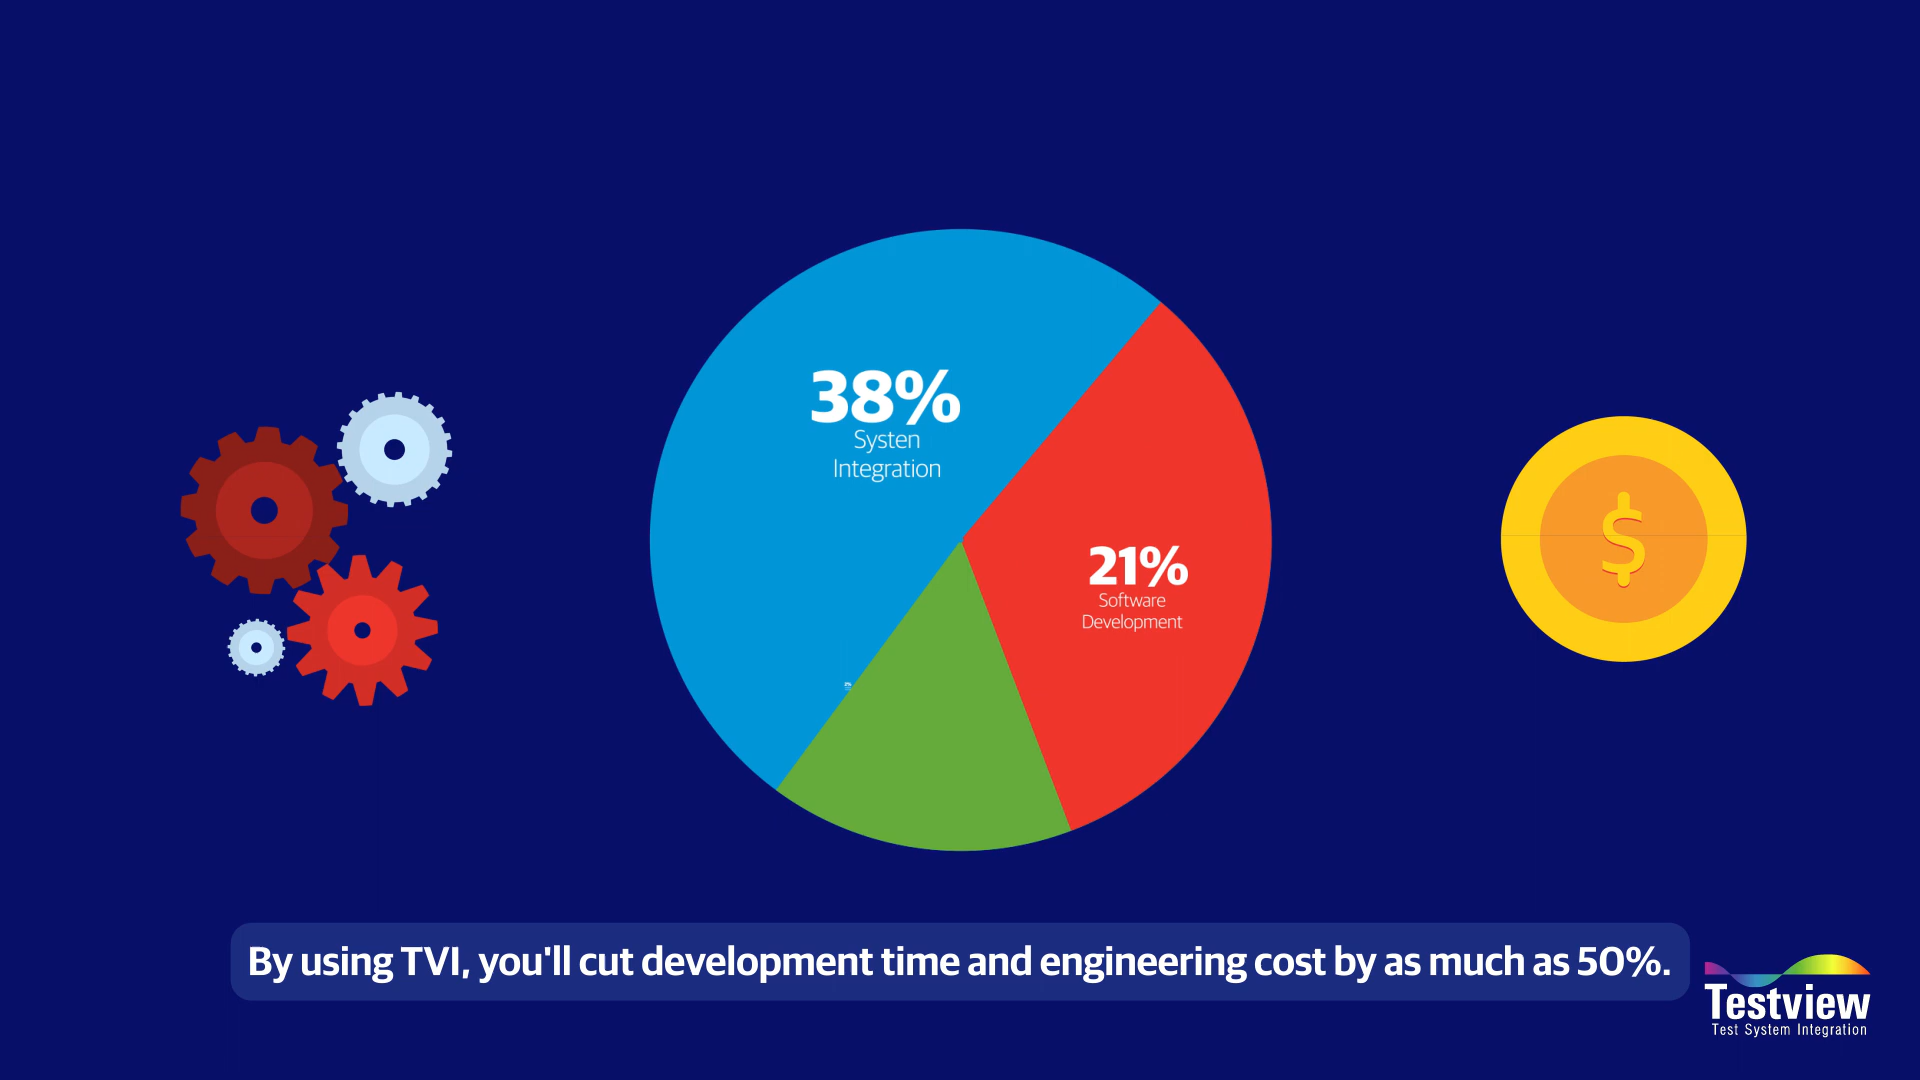 38%
Systen
Integration
21%
Software
Development
$
By using TVI, you'll cut development time and engineering cost by as much as 50%.
Testview
Test System Integration